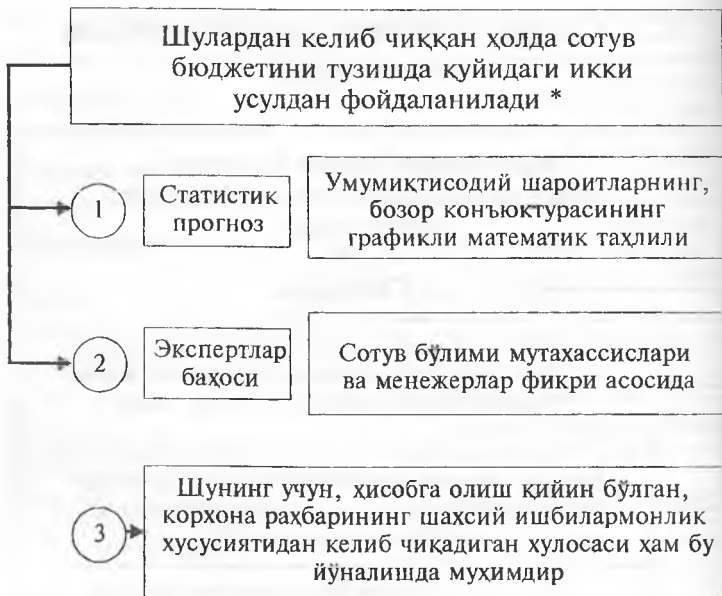 Шулардан келиб чиққан ҳолда сотув
бюджетини тузишда қуйидаги икки
усулдан фойдаланилади *
1
Статистик
прогноз
Умумиқтисодий шароитларнинг,
бозор конъюктурасининг
графикли математик таҳлили
2
Экспертлар
баҳоси
Сотув бўлими мутахассислари
ва менежерлар фикри асосида
3
Шунинг учун, ҳисобга олиш қийин бўлган,
корхона раҳбарининг шахсий ишбилармонлик
хусусиятидан келиб чиқадиган хулосаси ҳам бу
йўналишда муҳимдир